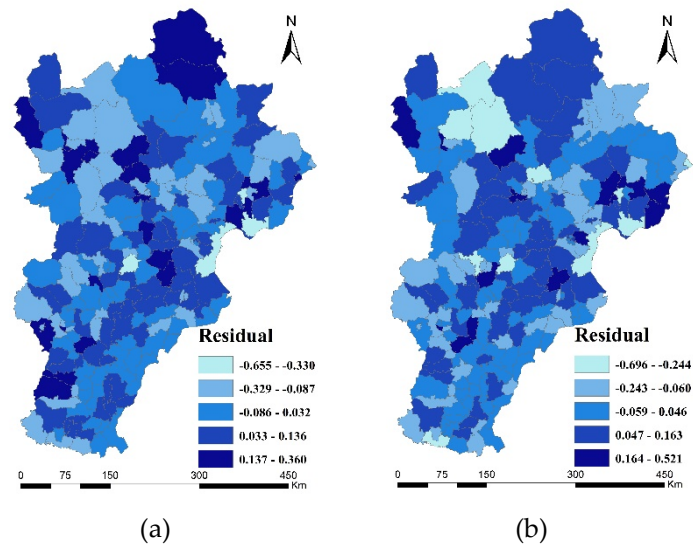 N
Residual
-0.655 - -0.330
-0.329 - -0.087
-0.086 - 0.032
0.033 - 0.136
0.137 - 0.360
0 75 150 300 450
Km
(a)
N
Residual
-0.696 - -0.244
-0.243 - -0.060
-0.059 - 0.046
0.047 - 0.163
0.164 - 0.521
0 75 150 300 450
Km
(b)